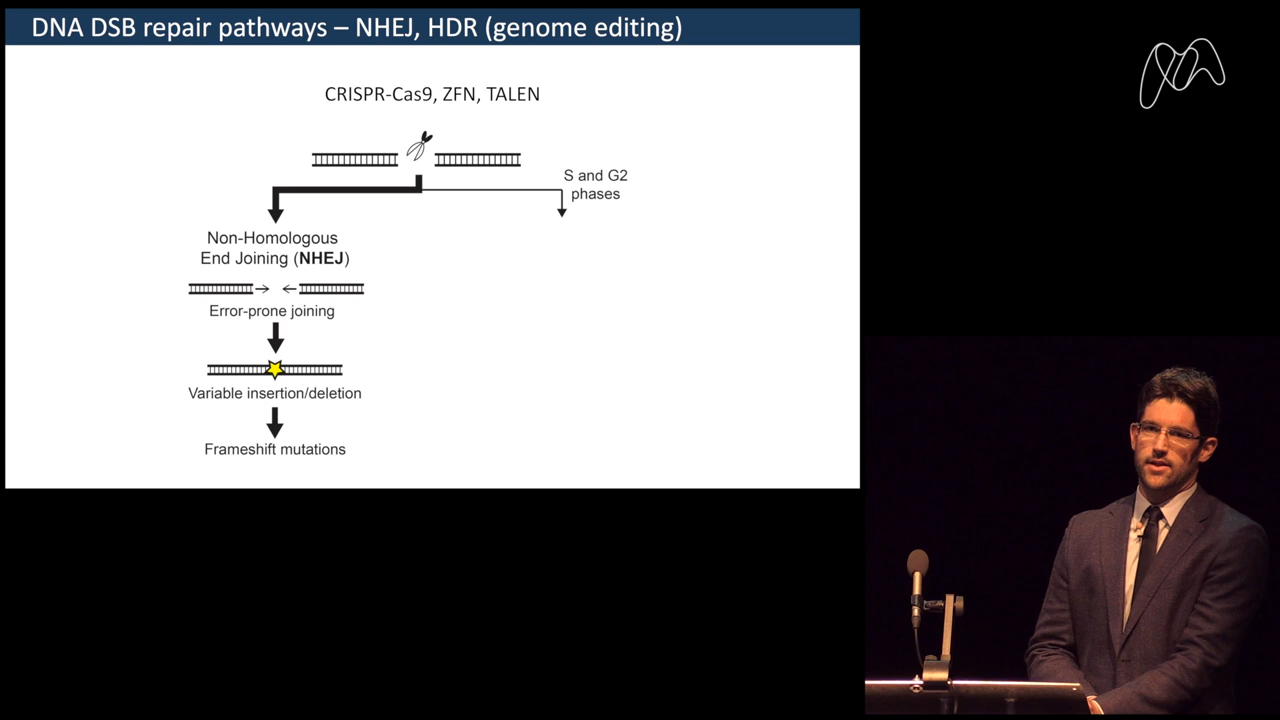 DNA DSB repair pathways – NHEJ, HDR (genome editing)
CRISPR-Cas9, ZFN, TALEN
S and G2
phases
Non-Homologous
End Joining (NHEJ)
Error-prone joining
Variable insertion/deletion
Frameshift mutations